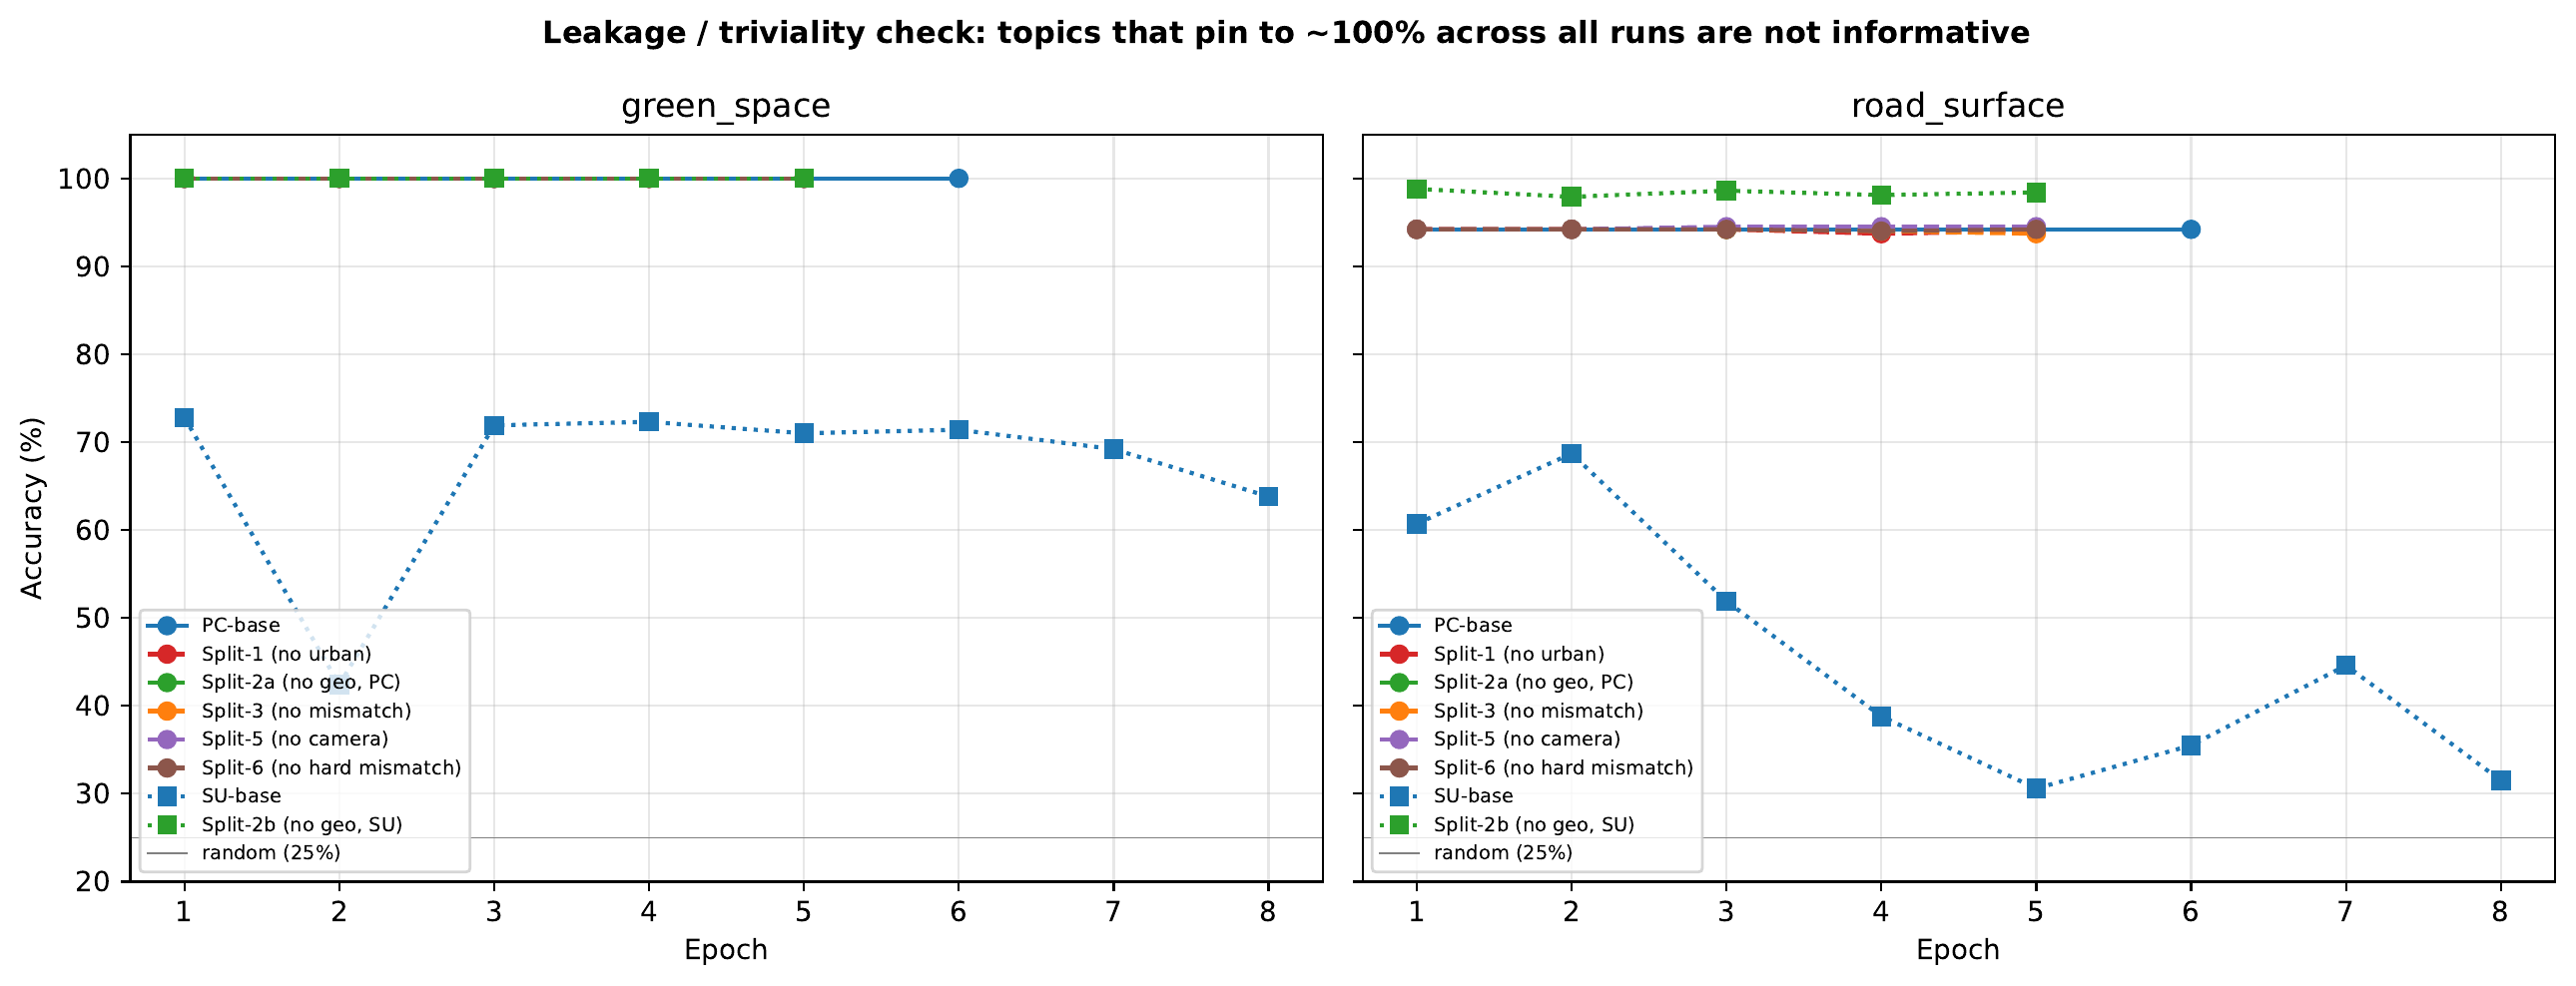 Leakage / triviality check: topics that pin to ~100% across all runs are not informative
green_space
Accuracy (%)
100
90
80
70
60
50
40
30
20
PC-base
Split-1 (no urban)
Split-2a (no geo, PC)
Split-3 (no mismatch)
Split-5 (no camera)
Split-6 (no hard mismatch)
SU-base
Split-2b (no geo, SU)
random (25%)
1 2 3 4 5 6 7 8
Epoch
road_surface
PC-base
Split-1 (no urban)
Split-2a (no geo, PC)
Split-3 (no mismatch)
Split-5 (no camera)
Split-6 (no hard mismatch)
SU-base
Split-2b (no geo, SU)
random (25%)
1 2 3 4 5 6 7 8
Epoch